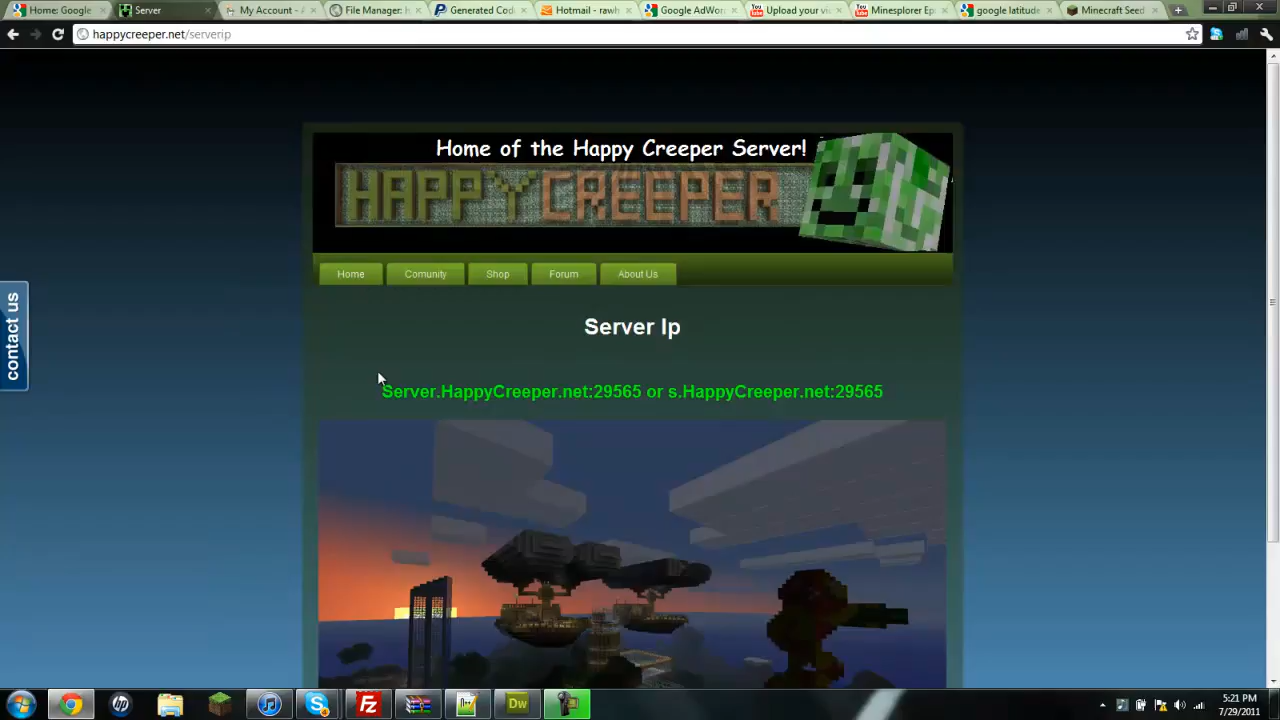 Home: Google
Server
My Account - A
File Manager: h
Generated Cod
Hotmail - rawh
Google AdWor
Upload your vi
Minesplorer Ep
google latitude
Minecraft Seed
happycreeper.net/serverip
Home of the Happy Creeper Server!
HAPPYCREEPER
Home
Comunity
Shop
Forum
About Us
contact us
Server Ip
Server.HappyCreeper.net:29565 or s.HappyCreeper.net:29565
5:21 PM
7/29/2011